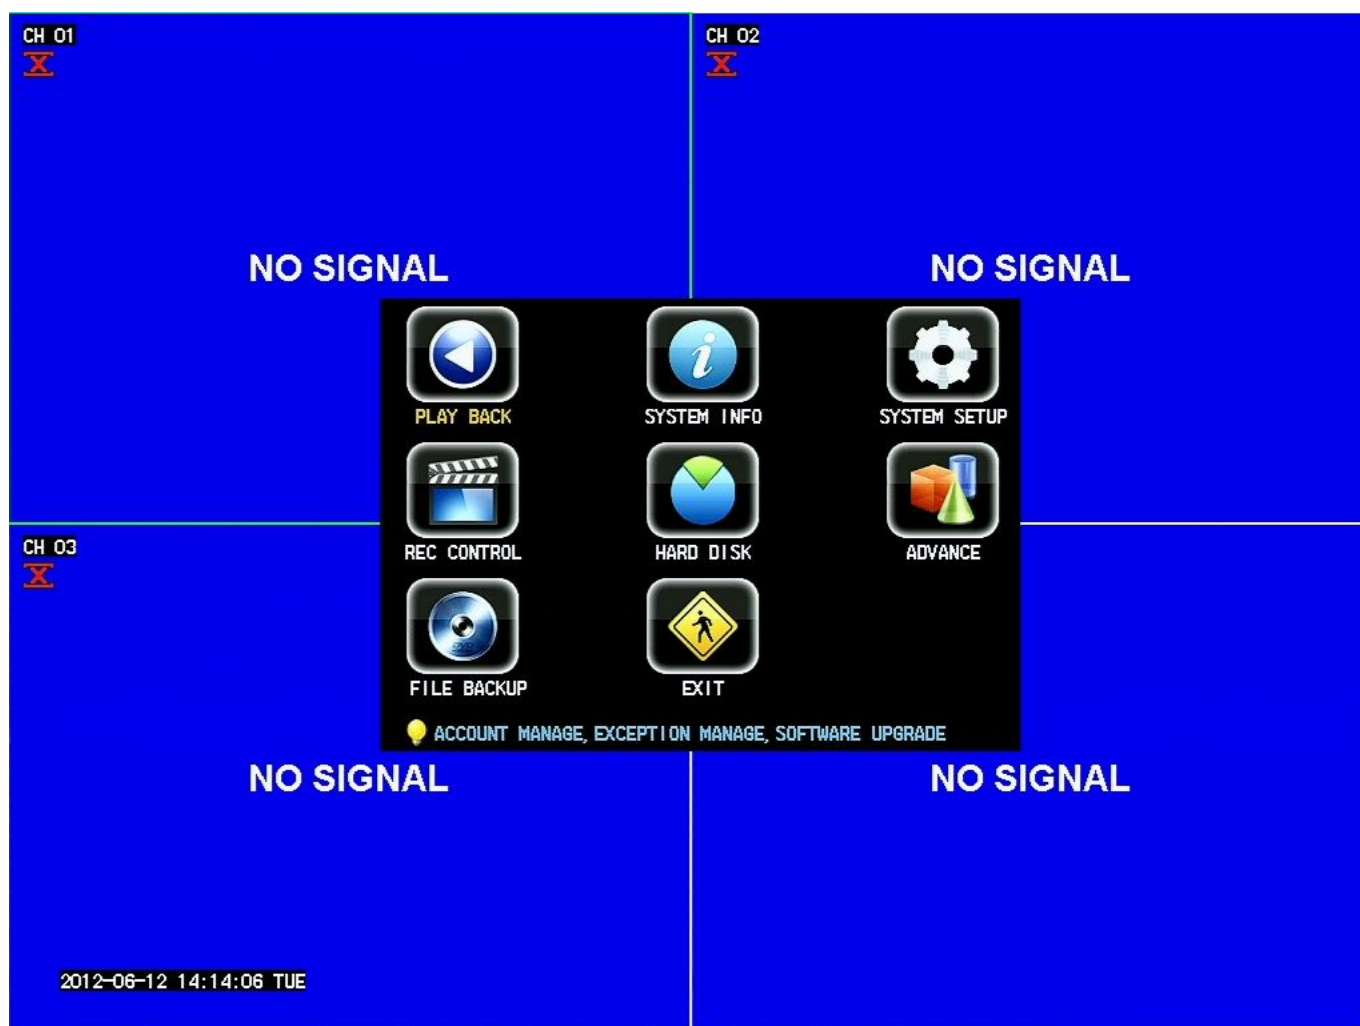 CH 01
CH 02
NO SIGNAL
NO SIGNAL
PLAY BACK
SYSTEM INFO
SYSTEM SETUP
REC CONTROL
HARD DISK
ADVANCE
CH 03
DVD
FILE BACKUP
EXIT
ACCOUNT MANAGE, EXCEPTION MANAGE, SOFTWARE UPGRADE
NO SIGNAL
NO SIGNAL
2012-06-12 14:14:06 TUE